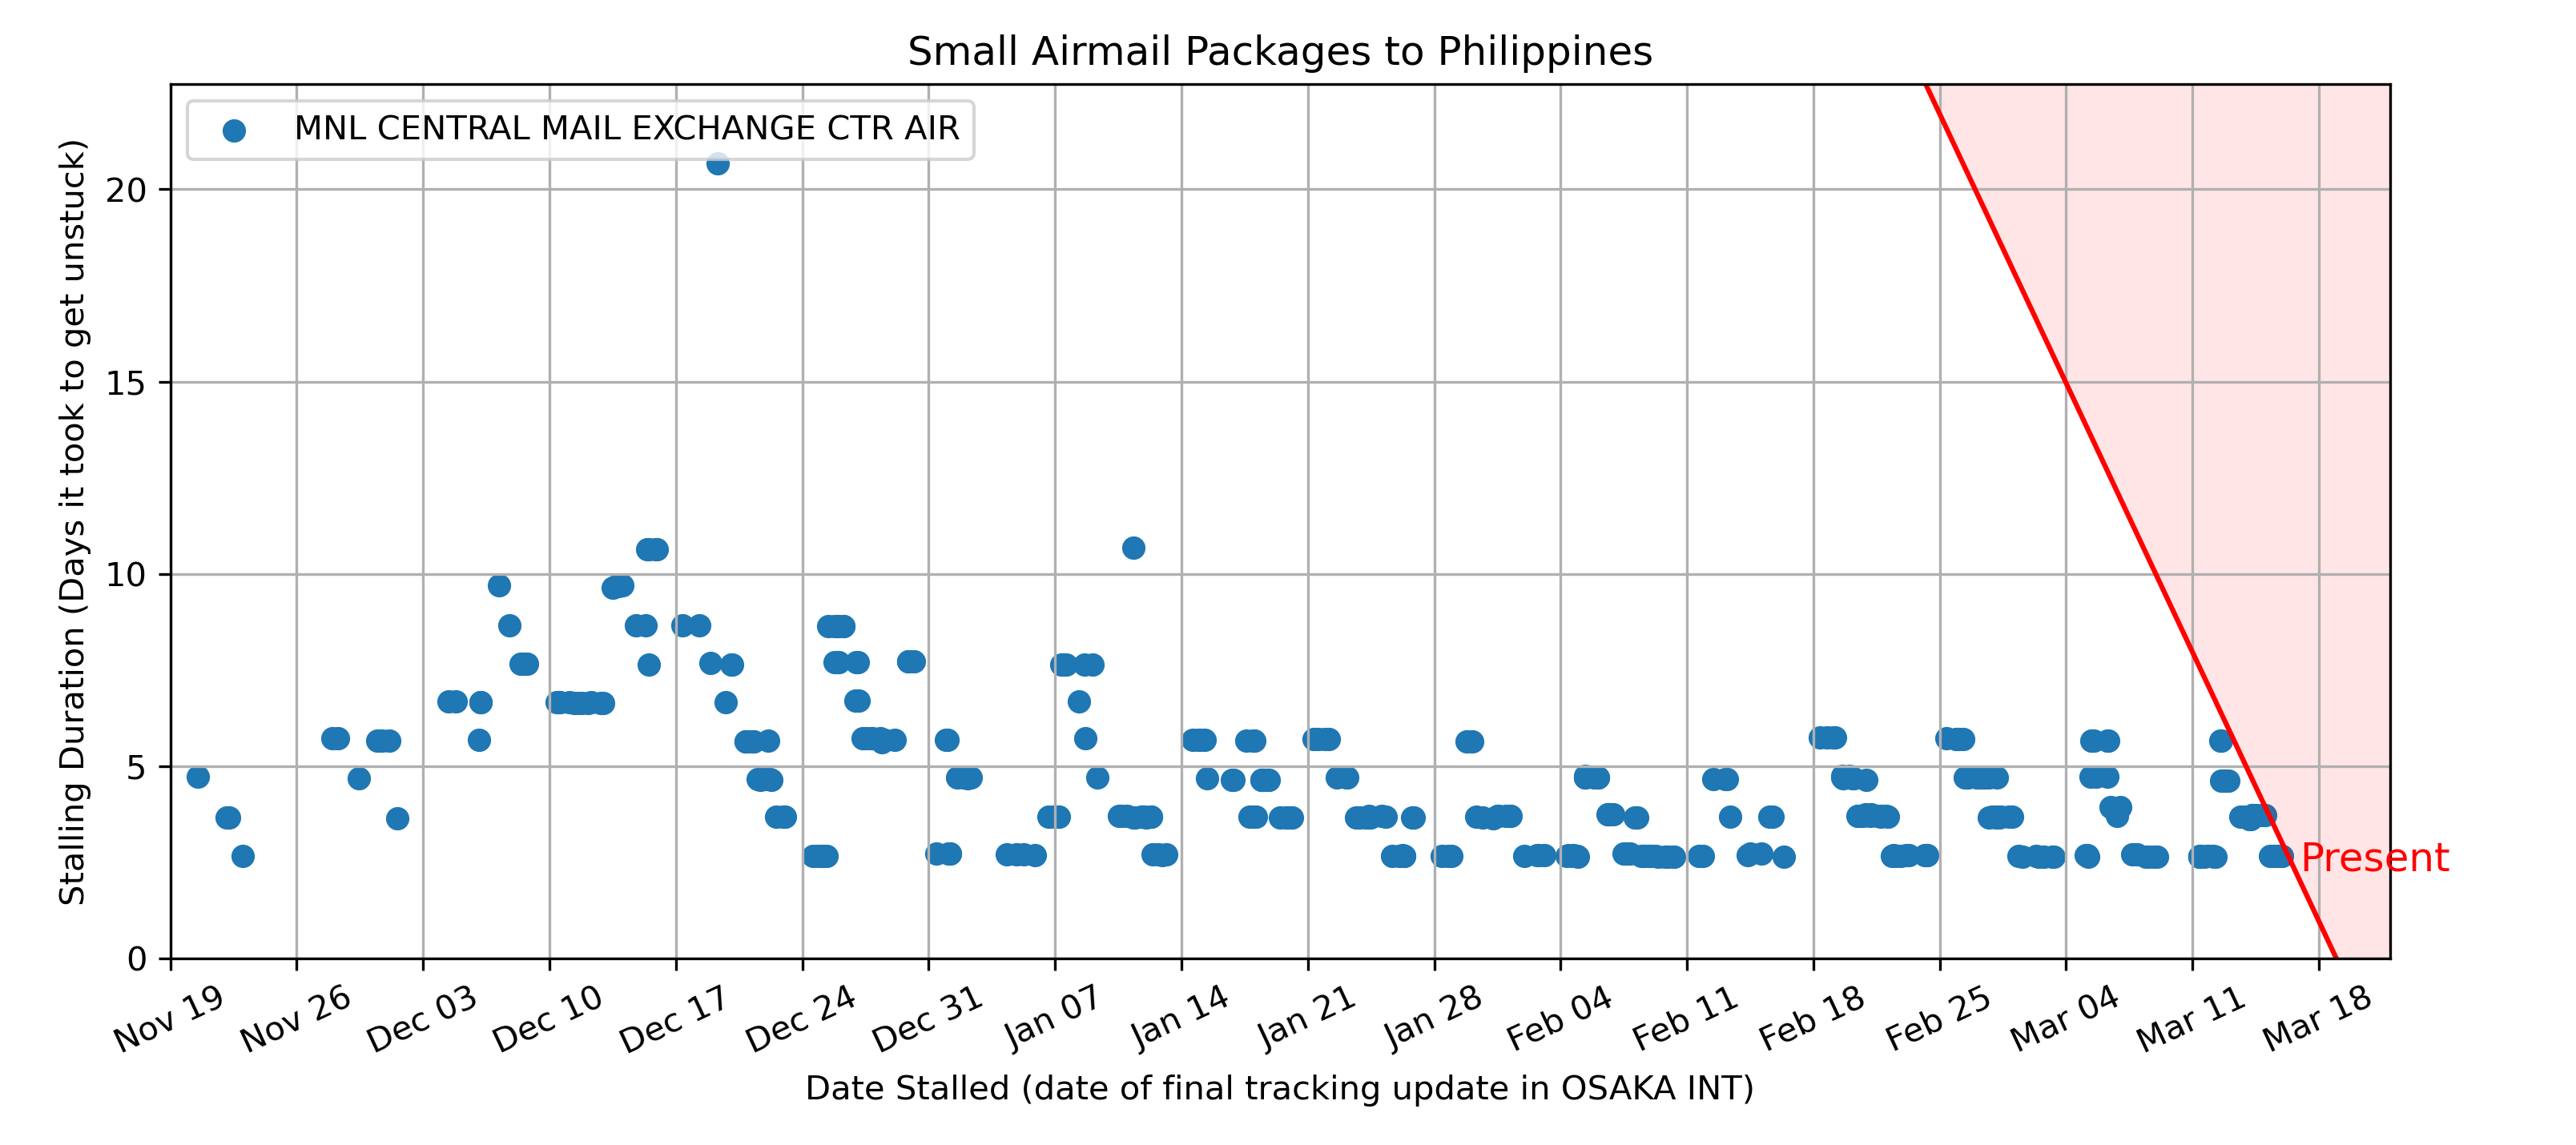 Small Airmail Packages to Philippines
MNL CENTRAL MAIL EXCHANGE CTR AIR
Stalling Duration (Days it took to get unstuck)
20
15
10
5
0
Present
Nov 19
Nov 26
Dec 03
Dec 10
Dec 17
Dec 24
Dec 31
Jan 07
Jan 14
Jan 21
Jan 28
Feb 04
Feb 11
Feb 18
Feb 25
Mar 04
Mar 11
Mar 18
Date Stalled (date of final tracking update in OSAKA INT)